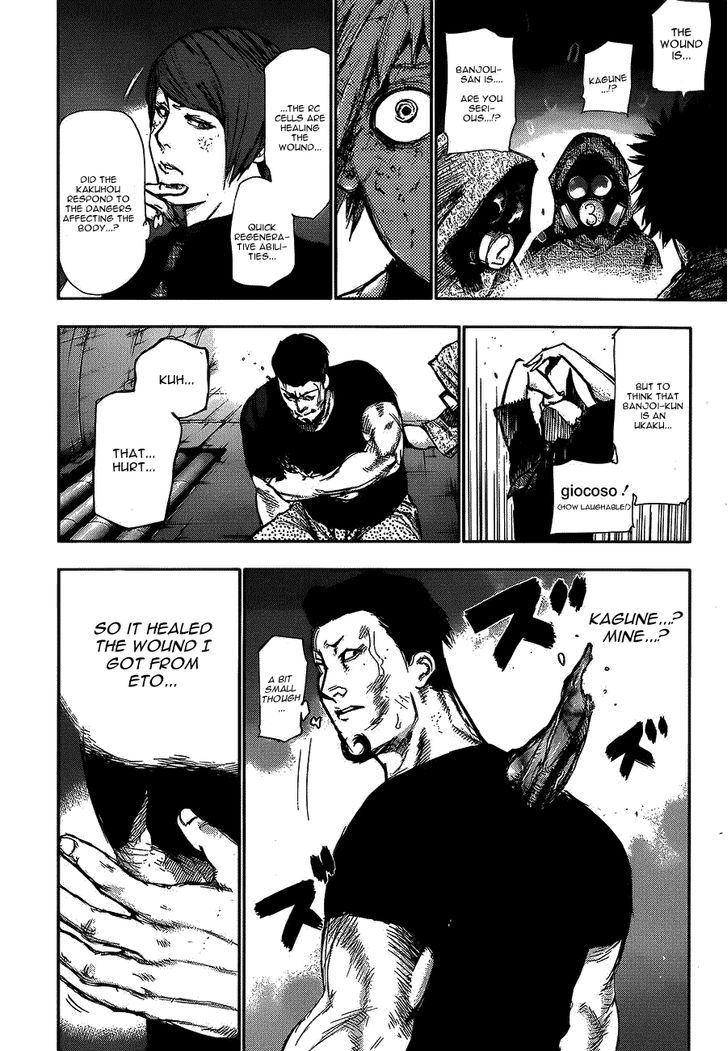 THE
WOUND
IS...
KAGUNE
...!?
BANJOU-
SAN IS....
ARE YOU
SERI-
OUS...!?
2
3
...THE RC
CELLS ARE
HEALING THE
WOUND...
QUICK
REGENERA-
TIVE ABILI-
TIES...
DID THE
KAKUHOU
RESPOND TO
THE DANGERS
AFFECTING THE
BODY...?
BUT TO
THINK THAT
BANJOI-KUN
IS AN
UKAKU...
giocoso!
(HOW LAUGHABLE!)
KUH...
THAT...
HURT...
KAGUNE...?
MINE...?
ズ
ズ
ズ
A BIT
SMALL
THOUGH
...
SO IT HEALED
THE WOUND I
GOT FROM
ETO...